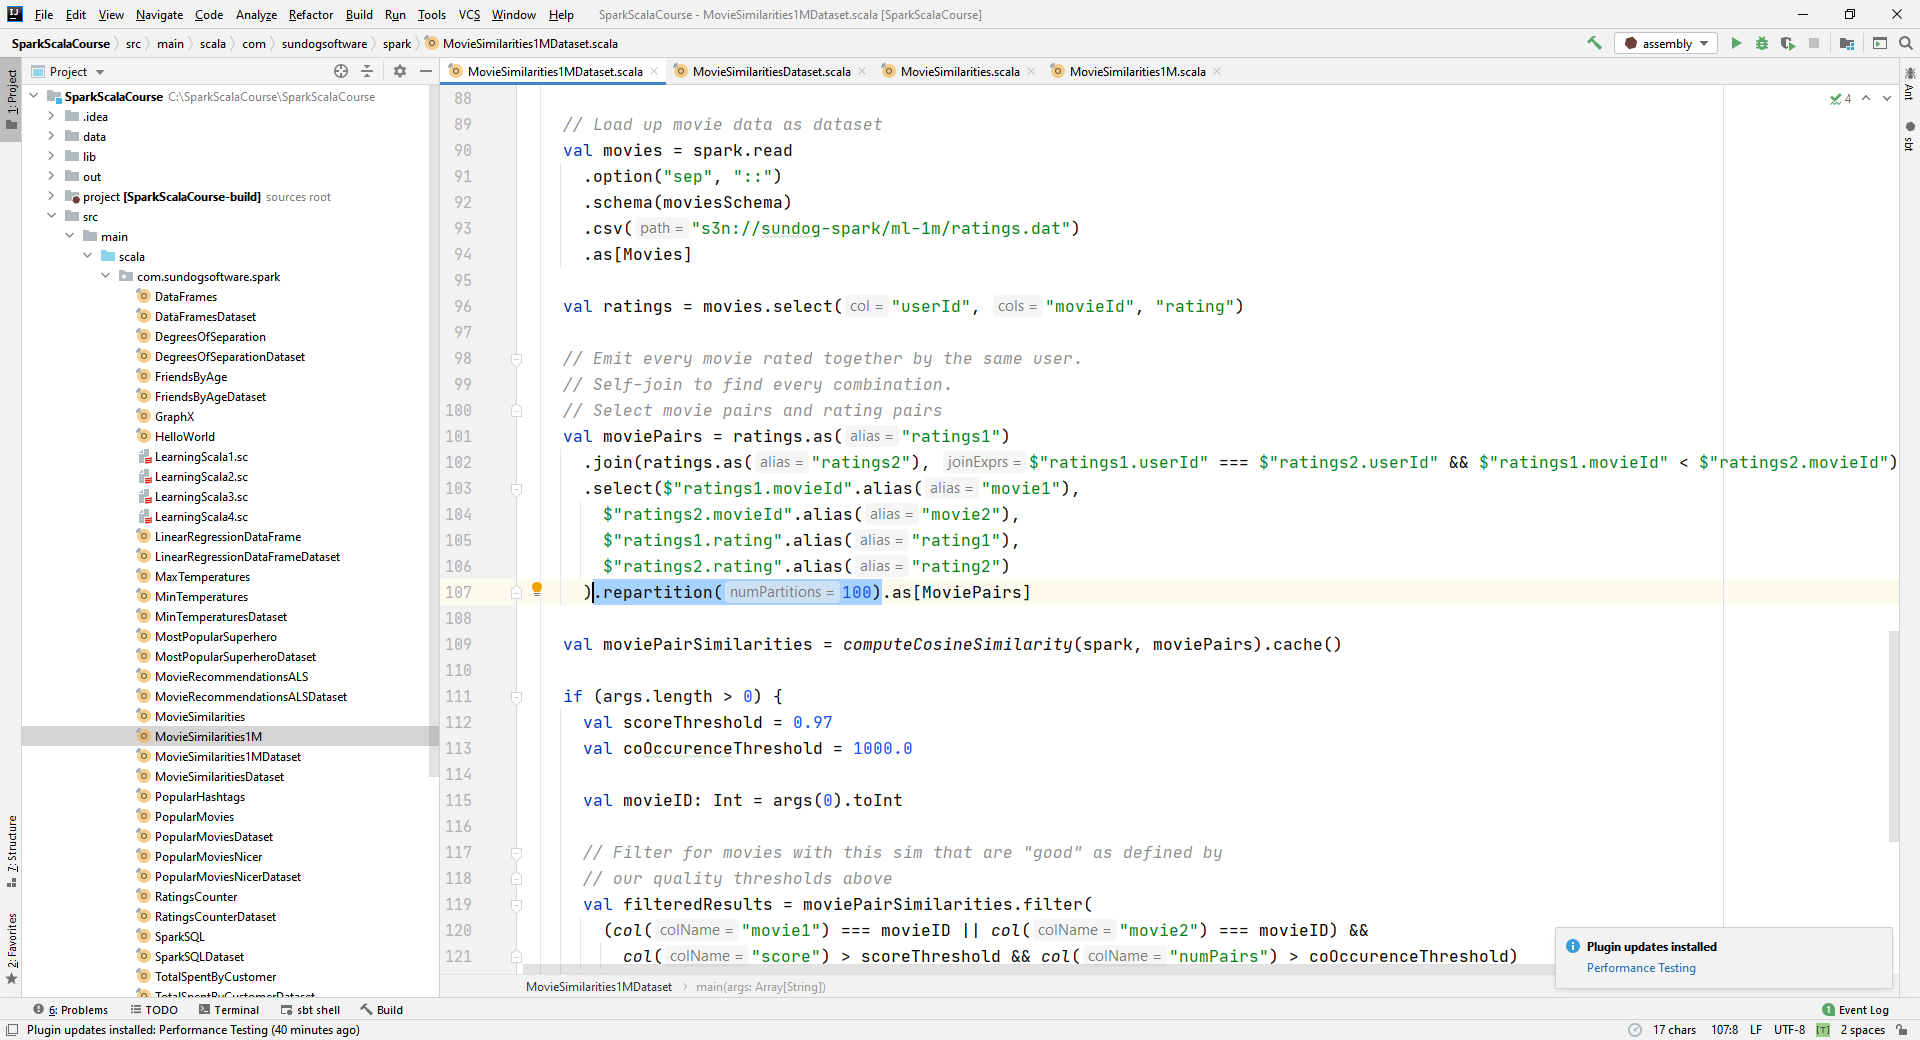 File Edit View Navigate Code Analyze Refactor Build Run Tools VCS Window Help SparkScalaCourse - MovieSimilarities1MDataset.scala [SparkScalaCourse]
SparkScalaCourse src main scala com sundogsoftware spark MovieSimilarities1MDataset.scala assembly
Project
MovieSimilarities1MDataset.scala MovieSimilaritiesDataset.scala MovieSimilarities.scala MovieSimilarities1M.scala
1: Project
7: Structure
2: Favorites
SparkScalaCourse C:\SparkScalaCourse\SparkScalaCourse
.idea
data
lib
out
project [SparkScalaCourse-build] sources root
src
main
scala
com.sundogsoftware.spark
DataFrames
DataFramesDataset
DegreesOfSeparation
DegreesOfSeparationDataset
FriendsByAge
FriendsByAgeDataset
GraphX
HelloWorld
LearningScala1.sc
LearningScala2.sc
LearningScala3.sc
LearningScala4.sc
LinearRegressionDataFrame
LinearRegressionDataFrameDataset
MaxTemperatures
MinTemperatures
MinTemperaturesDataset
MostPopularSuperhero
MostPopularSuperheroDataset
MovieRecommendationsALS
MovieRecommendationsALSDataset
MovieSimilarities
MovieSimilarities1M
MovieSimilarities1MDataset
MovieSimilaritiesDataset
PopularHashtags
PopularMovies
PopularMoviesDataset
PopularMoviesNicer
PopularMoviesNicerDataset
RatingsCounter
RatingsCounterDataset
SparkSQL
SparkSQLDataset
TotalSpentByCustomer
TotalSpentByCustomerDataset
88
89 // Load up movie data as dataset
90 val movies = spark.read
91 .option("sep", "::")
92 .schema(moviesSchema)
93 .csv( path = "s3n://sundog-spark/ml-1m/ratings.dat")
94 .as[Movies]
95
96 val ratings = movies.select( col = "userId", cols = "movieId", "rating")
97
98 // Emit every movie rated together by the same user.
99 // Self-join to find every combination.
100 // Select movie pairs and rating pairs
101 val moviePairs = ratings.as( alias = "ratings1")
102 .join(ratings.as( alias = "ratings2"), joinExprs = $"ratings1.userId" === $"ratings2.userId" && $"ratings1.movieId" < $"ratings2.movieId")
103 .select($"ratings1.movieId".alias( alias = "movie1"),
104 $"ratings2.movieId".alias( alias = "movie2"),
105 $"ratings1.rating".alias( alias = "rating1"),
106 $"ratings2.rating".alias( alias = "rating2")
107 ).repartition( numPartitions = 100).as[MoviePairs]
108
109 val moviePairSimilarities = computeCosineSimilarity(spark, moviePairs).cache()
110
111 if (args.length > 0) {
112 val scoreThreshold = 0.97
113 val coOccurenceThreshold = 1000.0
114
115 val movieID: Int = args(0).toInt
116
117 // Filter for movies with this sim that are "good" as defined by
118 // our quality thresholds above
119 val filteredResults = moviePairSimilarities.filter(
120 (col( colName = "movie1") === movieID || col( colName = "movie2") === movieID) &&
121 col( colName = "score") > scoreThreshold && col( colName = "numPairs") > coOccurenceThreshold)
4
Ant
sbt
Plugin updates installed
Performance Testing
MovieSimilarities1MDataset main(args: Array[String])
6: Problems TODO Terminal sbt shell Build 1 Event Log
Plugin updates installed: Performance Testing (40 minutes ago) 17 chars 107:8 LF UTF-8 [T] 2 spaces